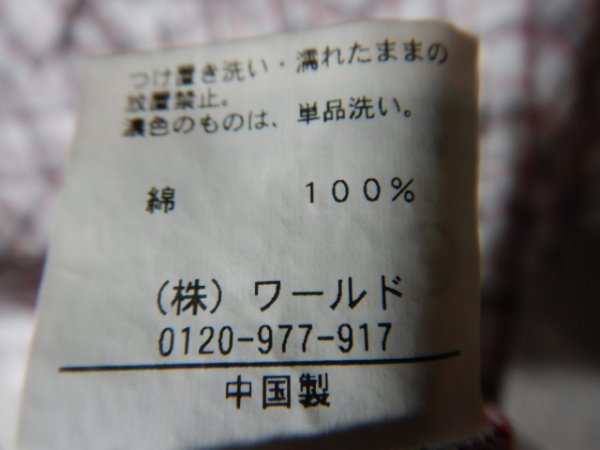 つけ置き洗い・濡れたままの
放置禁止。
濃色のものは、単品洗い。
綿 100%
(株) ワールド
0120-977-917
中国製